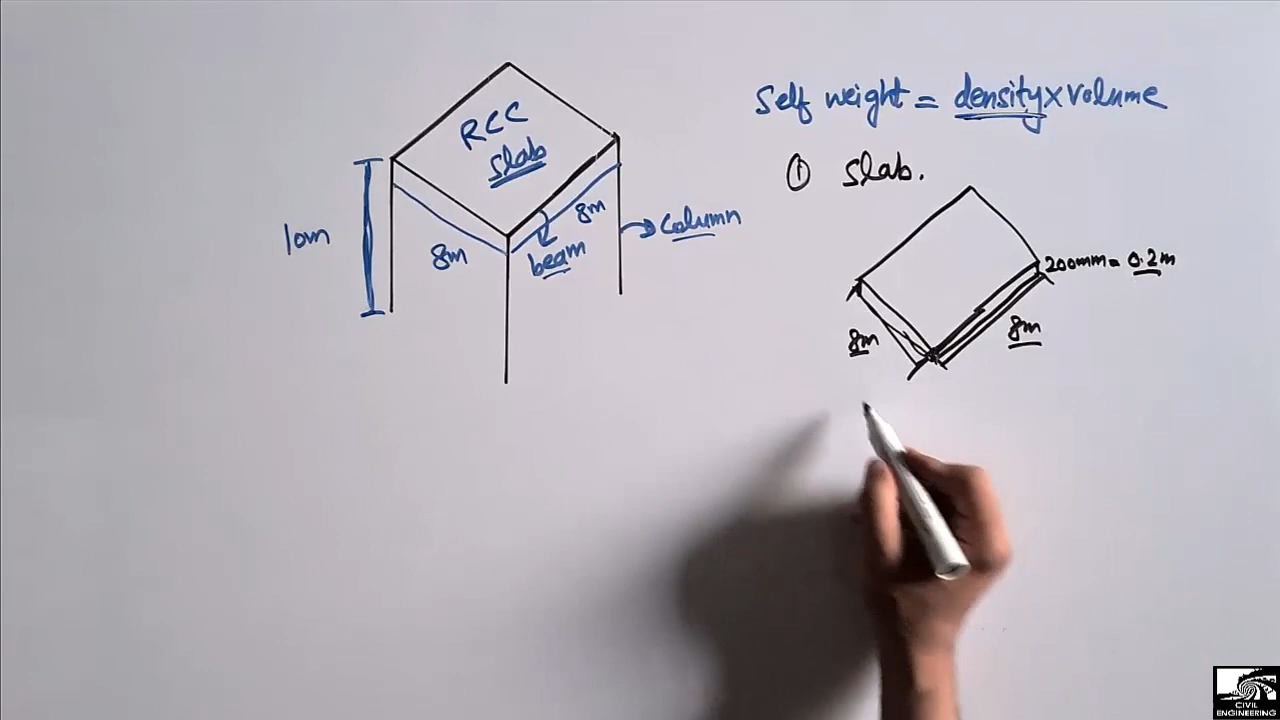 RCC
slab
10m
8m
8m
beam
column
Self weight = density x volume
① slab.
200mm = 0.2m
8m
8m
CIVIL
ENGINEERING